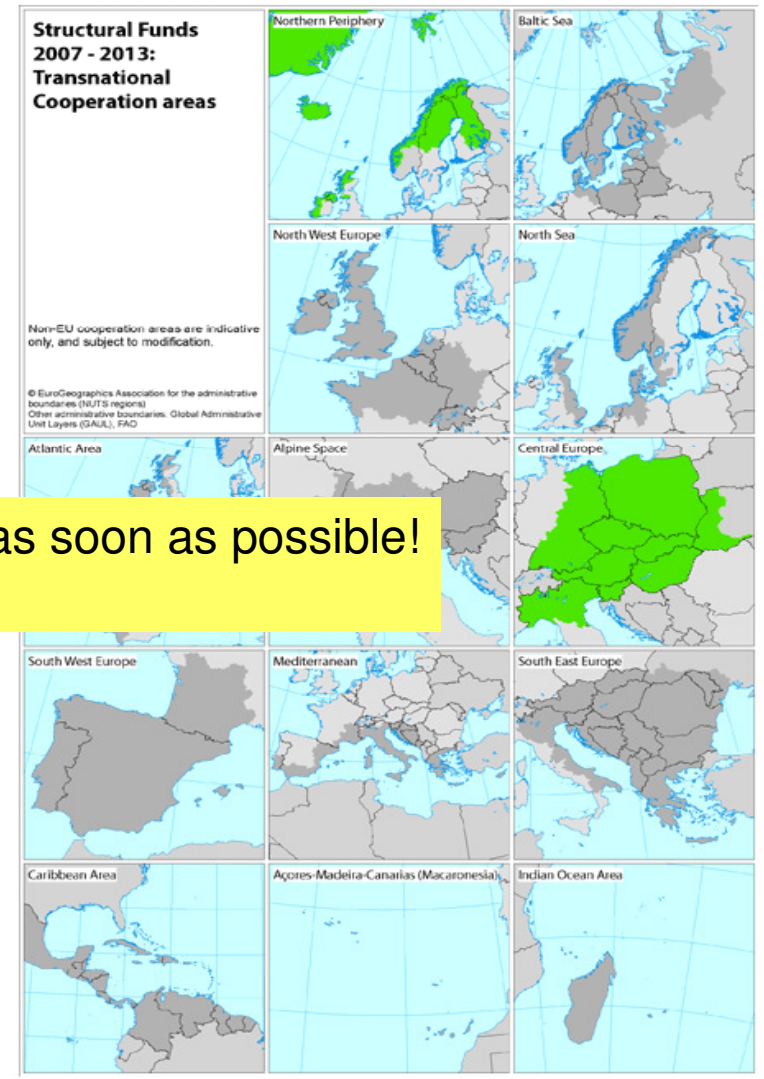 Structural Funds
2007 - 2013:
Transnational
Cooperation areas
Non-EU cooperation areas are indicative
only, and subject to modification.
© EuroGeographics Association for the administrative
boundaries (NUTS regions)
Other administrative boundaries: Global Administrative
Unit Layers (GAUL), FAO
Northern Periphery
Baltic Sea
North West Europe
North Sea
Atlantic Area
Alpine Space
Central Europe
as soon as possible!
South West Europe
Mediterranean
South East Europe
Caribbean Area
Açores-Madeira-Canarias (Macaronesia)
Indian Ocean Area